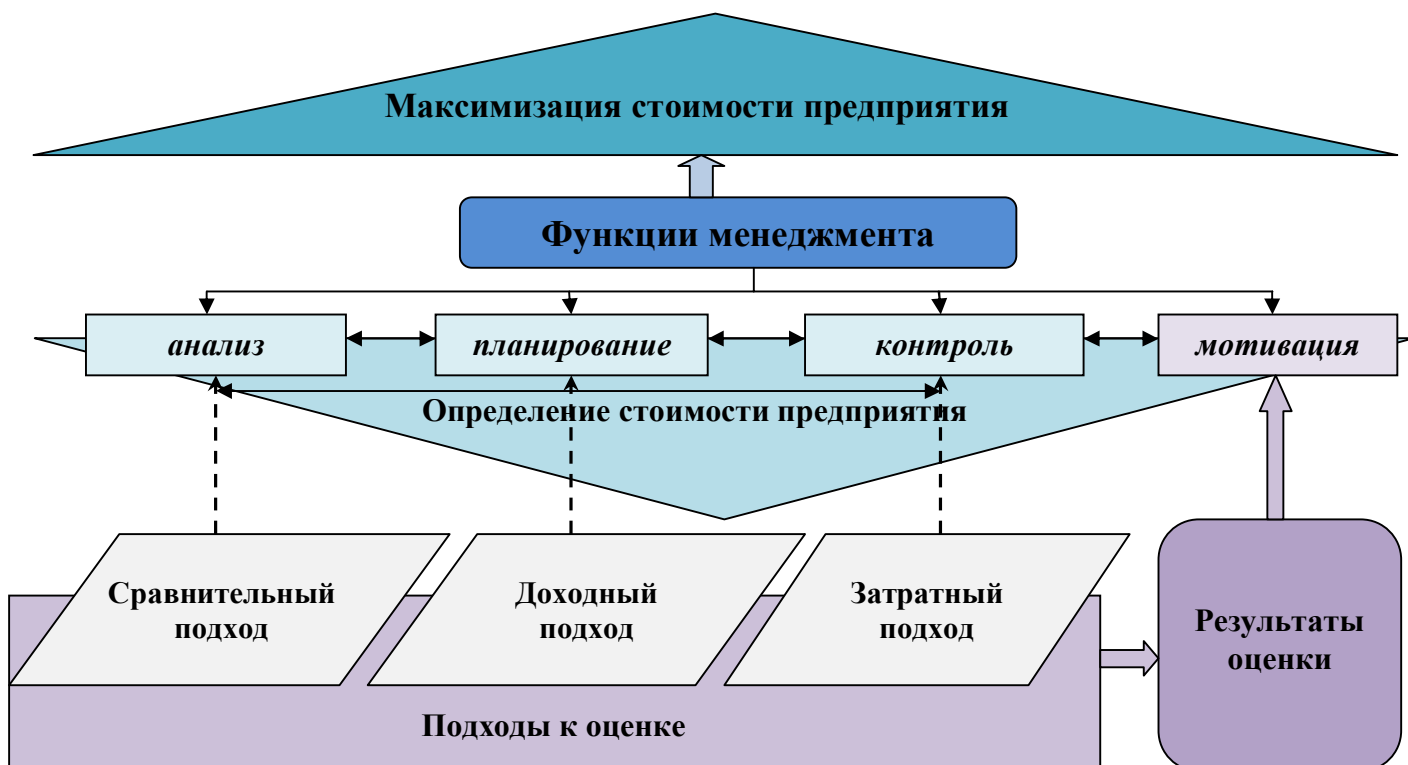 Максимизация стоимости предприятия
Функции менеджмента
анализ
планирование
контроль
мотивация
Определение стоимости предприятия
Сравнительный
подход
Доходный
подход
Затратный
подход
Результаты
оценки
Подходы к оценке